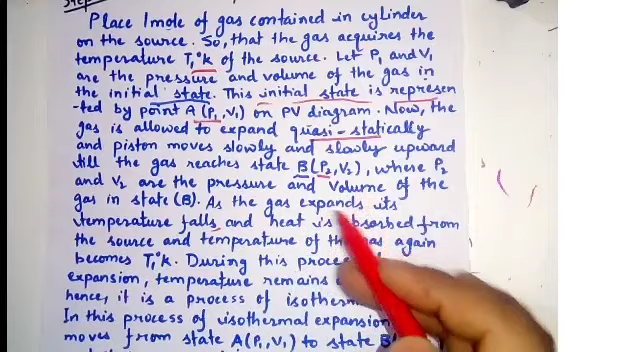 Place 1mole of gas contained in cylinder
on the source. So, that the gas acquires the
temperature T₁°k of the source. Let P₁ and V₁
are the pressure and volume of the gas in
the initial state. This initial state is represen
-ted by point A (P₁,V₁) on PV diagram. Now, the
gas is allowed to expand quasi-statically
and piston moves slowly and slowly upward
till the gas reaches state B(P₂,V₂), where P₂
and V₂ are the pressure and volume of the
gas in state (B). As the gas expands its
temperature falls and heat is absorbed from
the source and temperature of the gas again
becomes T₁°k. During this process
expansion, temperature remains
hence, it is a process of
In this process of isothermal expansion
moves from state A(P₁,V₁) to state B